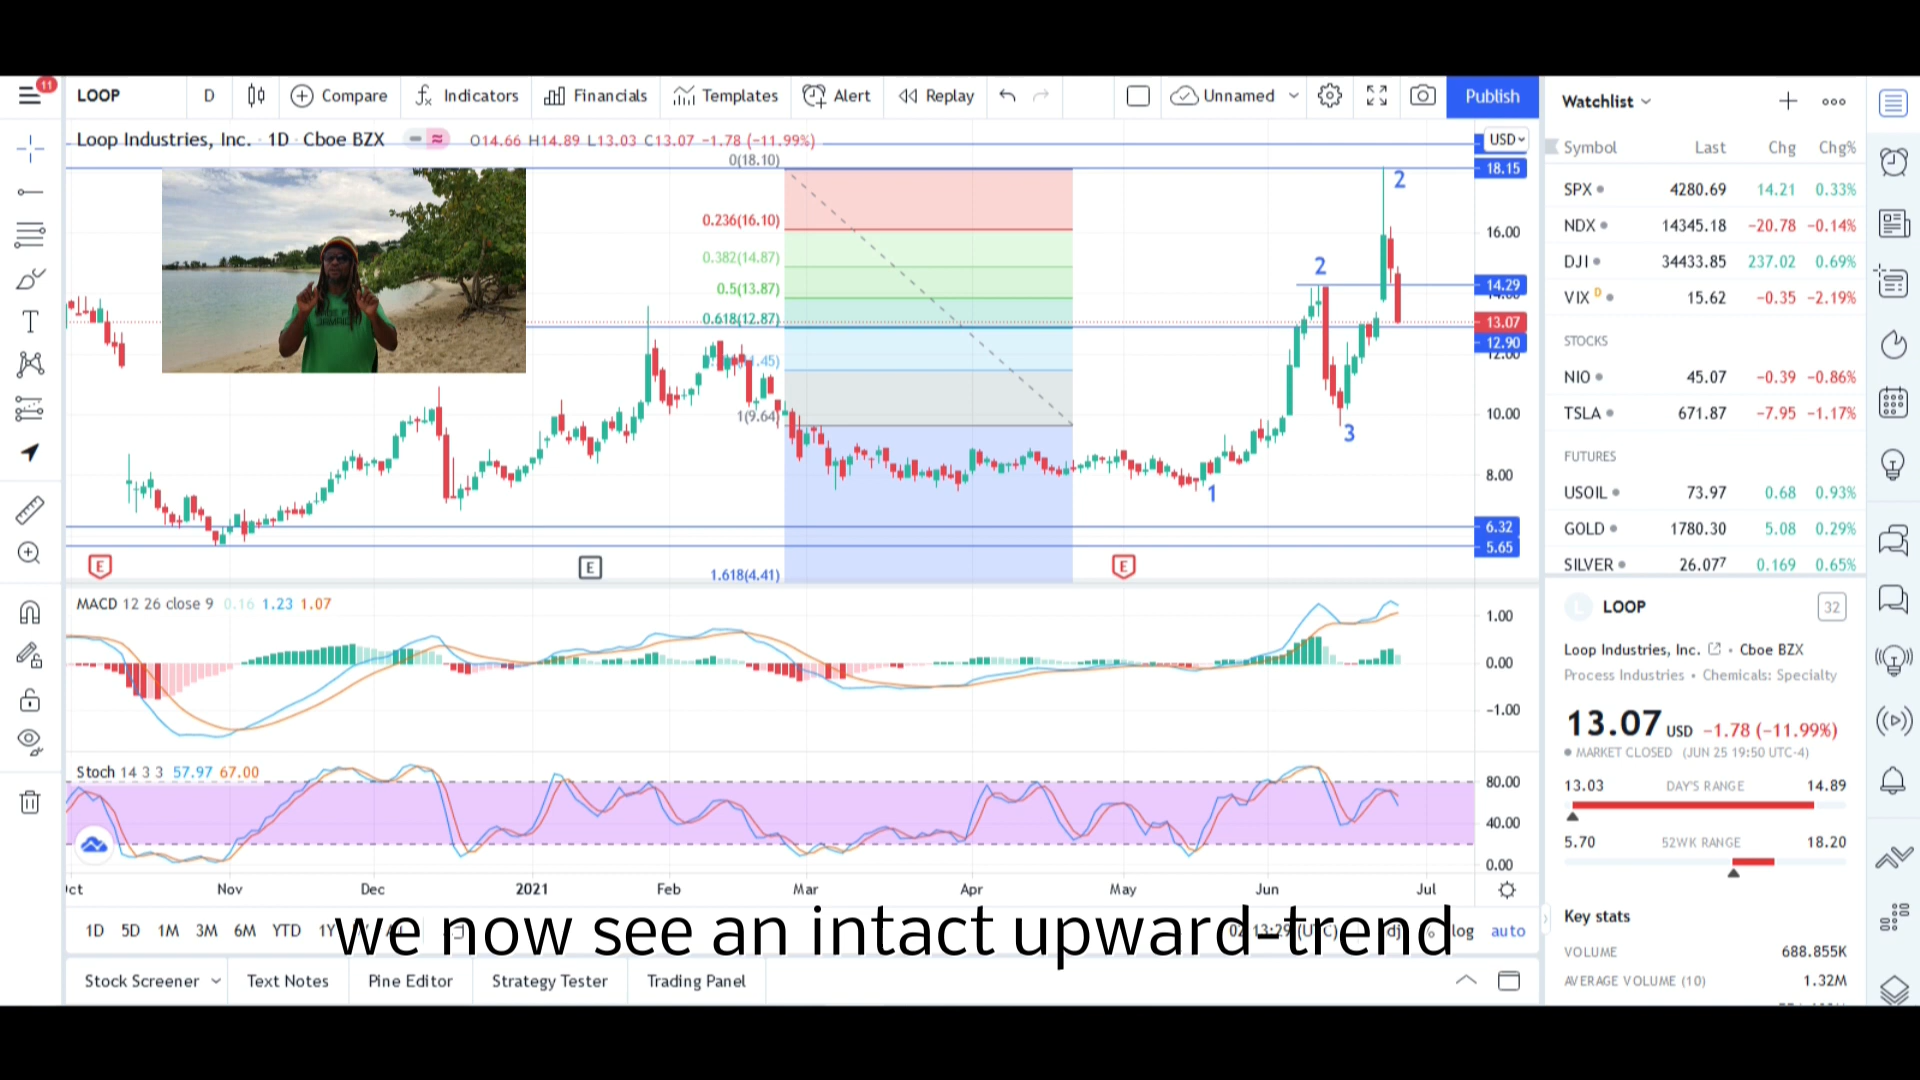 11
LOOP D Compare Indicators Financials Templates Alert Replay Unnamed Publish
Loop Industries, Inc. · 1D · Cboe BZX O14.66 H14.89 L13.03 C13.07 −1.78 (−11.99%)
USD
0(18.10)
0.236(16.10)
0.382(14.87)
0.5(13.87)
0.618(12.87)
1(9.64)
1.618(4.41)
2
2
3
1
18.15
16.00
14.29
13.07
12.90
12.00
10.00
8.00
6.32
5.65
E E E
MACD 12 26 close 9 0.16 1.23 1.07
1.00
0.00
−1.00
Stoch 14 3 3 57.97 67.00
80.00
40.00
0.00
Nov Dec 2021 Feb Mar Apr May Jun Jul
1D 5D 1M 3M 6M YTD 1Y log auto
we now see an intact upward-trend
Stock Screener Text Notes Pine Editor Strategy Tester Trading Panel
Watchlist
Symbol Last Chg Chg%
SPX 4280.69 14.21 0.33%
NDX 14345.18 −20.78 −0.14%
DJI 34433.85 237.02 0.69%
VIX D 15.62 −0.35 −2.19%
STOCKS
NIO 45.07 −0.39 −0.86%
TSLA 671.87 −7.95 −1.17%
FUTURES
USOIL 73.97 0.68 0.93%
GOLD 1780.30 5.08 0.29%
SILVER 26.077 0.169 0.65%
L LOOP 32
Loop Industries, Inc. • Cboe BZX
Process Industries • Chemicals: Specialty
13.07 USD −1.78 (−11.99%)
MARKET CLOSED (JUN 25 19:50 UTC-4)
13.03 DAY'S RANGE 14.89
5.70 52WK RANGE 18.20
Key stats
VOLUME 688.855K
AVERAGE VOLUME (10) 1.32M